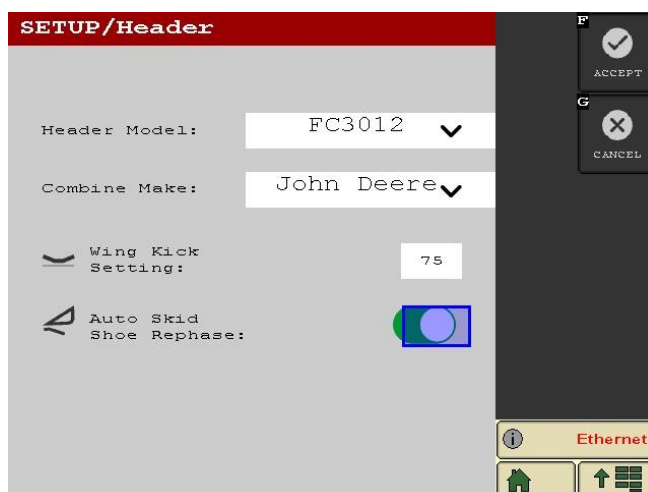 SETUP/Header
F
ACCEPT
G
CANCEL
Header Model: FC3012
Combine Make: John Deere
Wing Kick
Setting: 75
Auto Skid
Shoe Rephase:
Ethernet